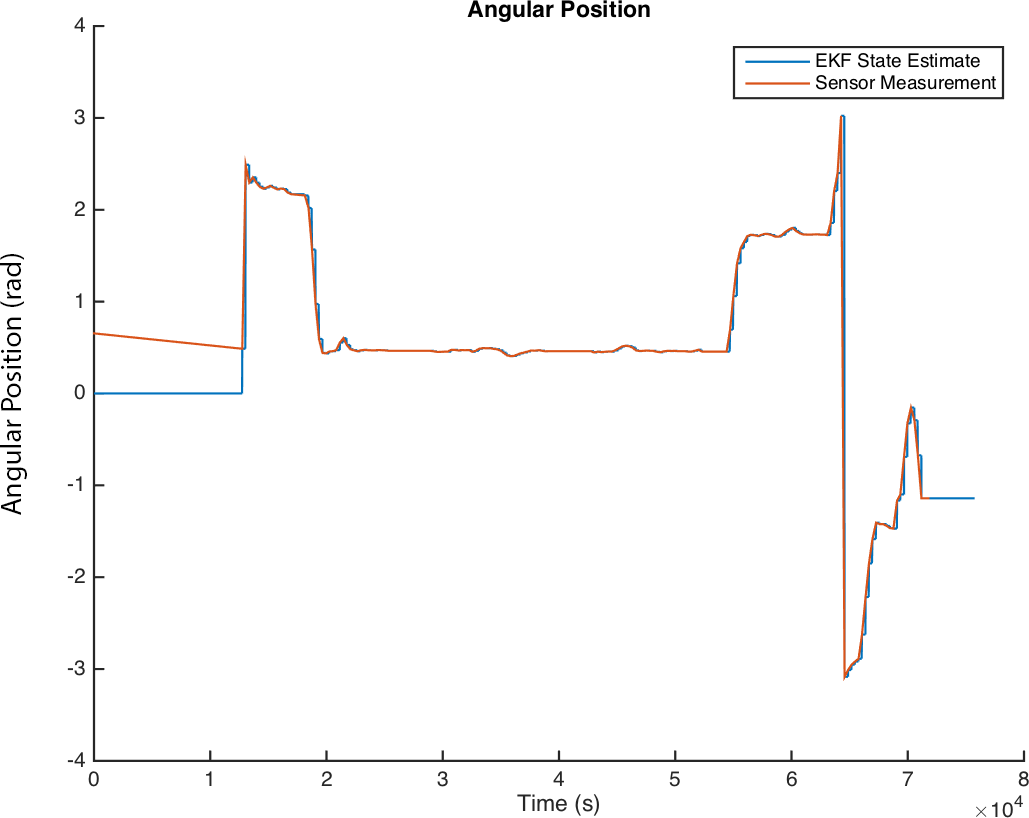 Angular Position
EKF State Estimate
Sensor Measurement
Angular Position (rad)
4
3
2
1
0
-1
-2
-3
-4
0 1 2 3 4 5 6 7 8
Time (s)
×10⁴